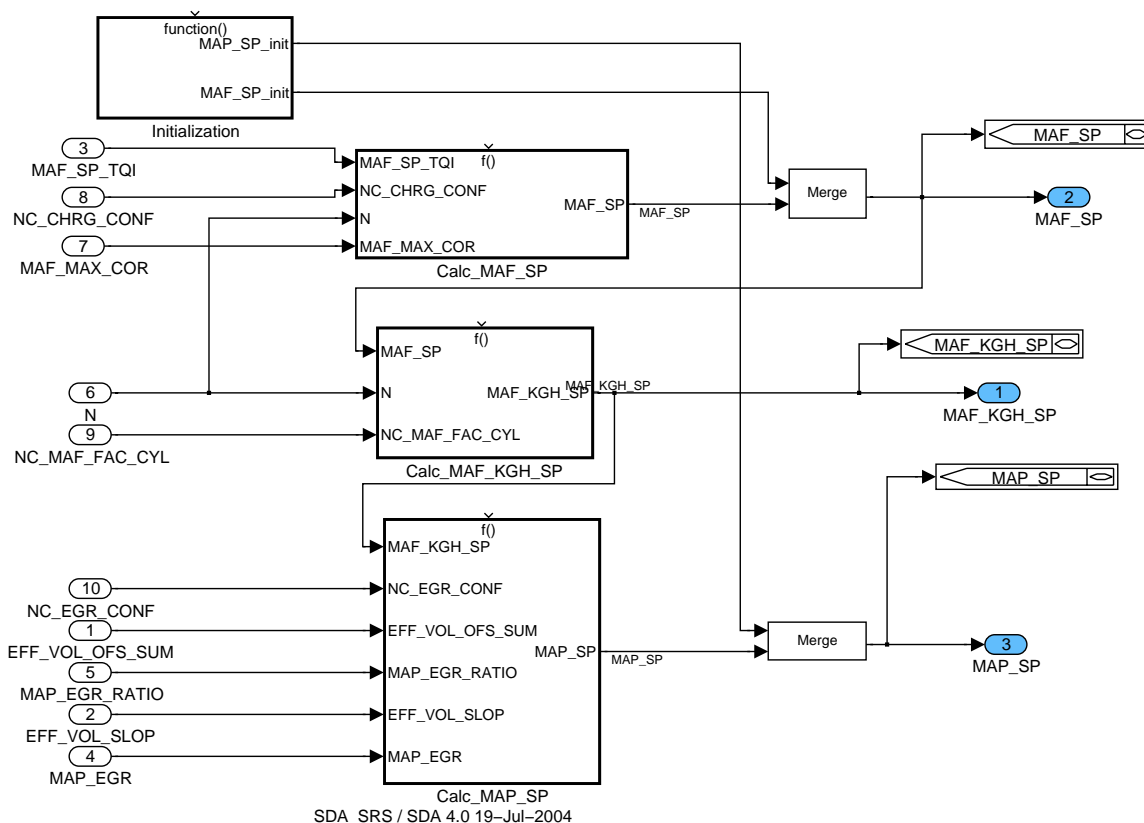 function()
MAP_SP_init
MAF_SP_init
Initialization
3
MAF_SP_TQI
8
NC_CHRG_CONF
7
MAF_MAX_COR
f()
MAF_SP_TQI
NC_CHRG_CONF
N
MAF_MAX_COR
MAF_SP
MAF_SP
Calc_MAF_SP
Merge
MAF_SP
2
MAF_SP
f()
MAF_SP
N
NC_MAF_FAC_CYL
MAF_KGH_SP
MAF_KGH_SP
Calc_MAF_KGH_SP
6
N
9
NC_MAF_FAC_CYL
MAF_KGH_SP
1
MAF_KGH_SP
f()
MAF_KGH_SP
NC_EGR_CONF
EFF_VOL_OFS_SUM
MAP_EGR_RATIO
EFF_VOL_SLOP
MAP_EGR
MAP_SP
MAP_SP
Calc_MAP_SP
10
NC_EGR_CONF
1
EFF_VOL_OFS_SUM
5
MAP_EGR_RATIO
2
EFF_VOL_SLOP
4
MAP_EGR
Merge
MAP_SP
3
MAP_SP
SDA SRS / SDA 4.0 19–Jul–2004